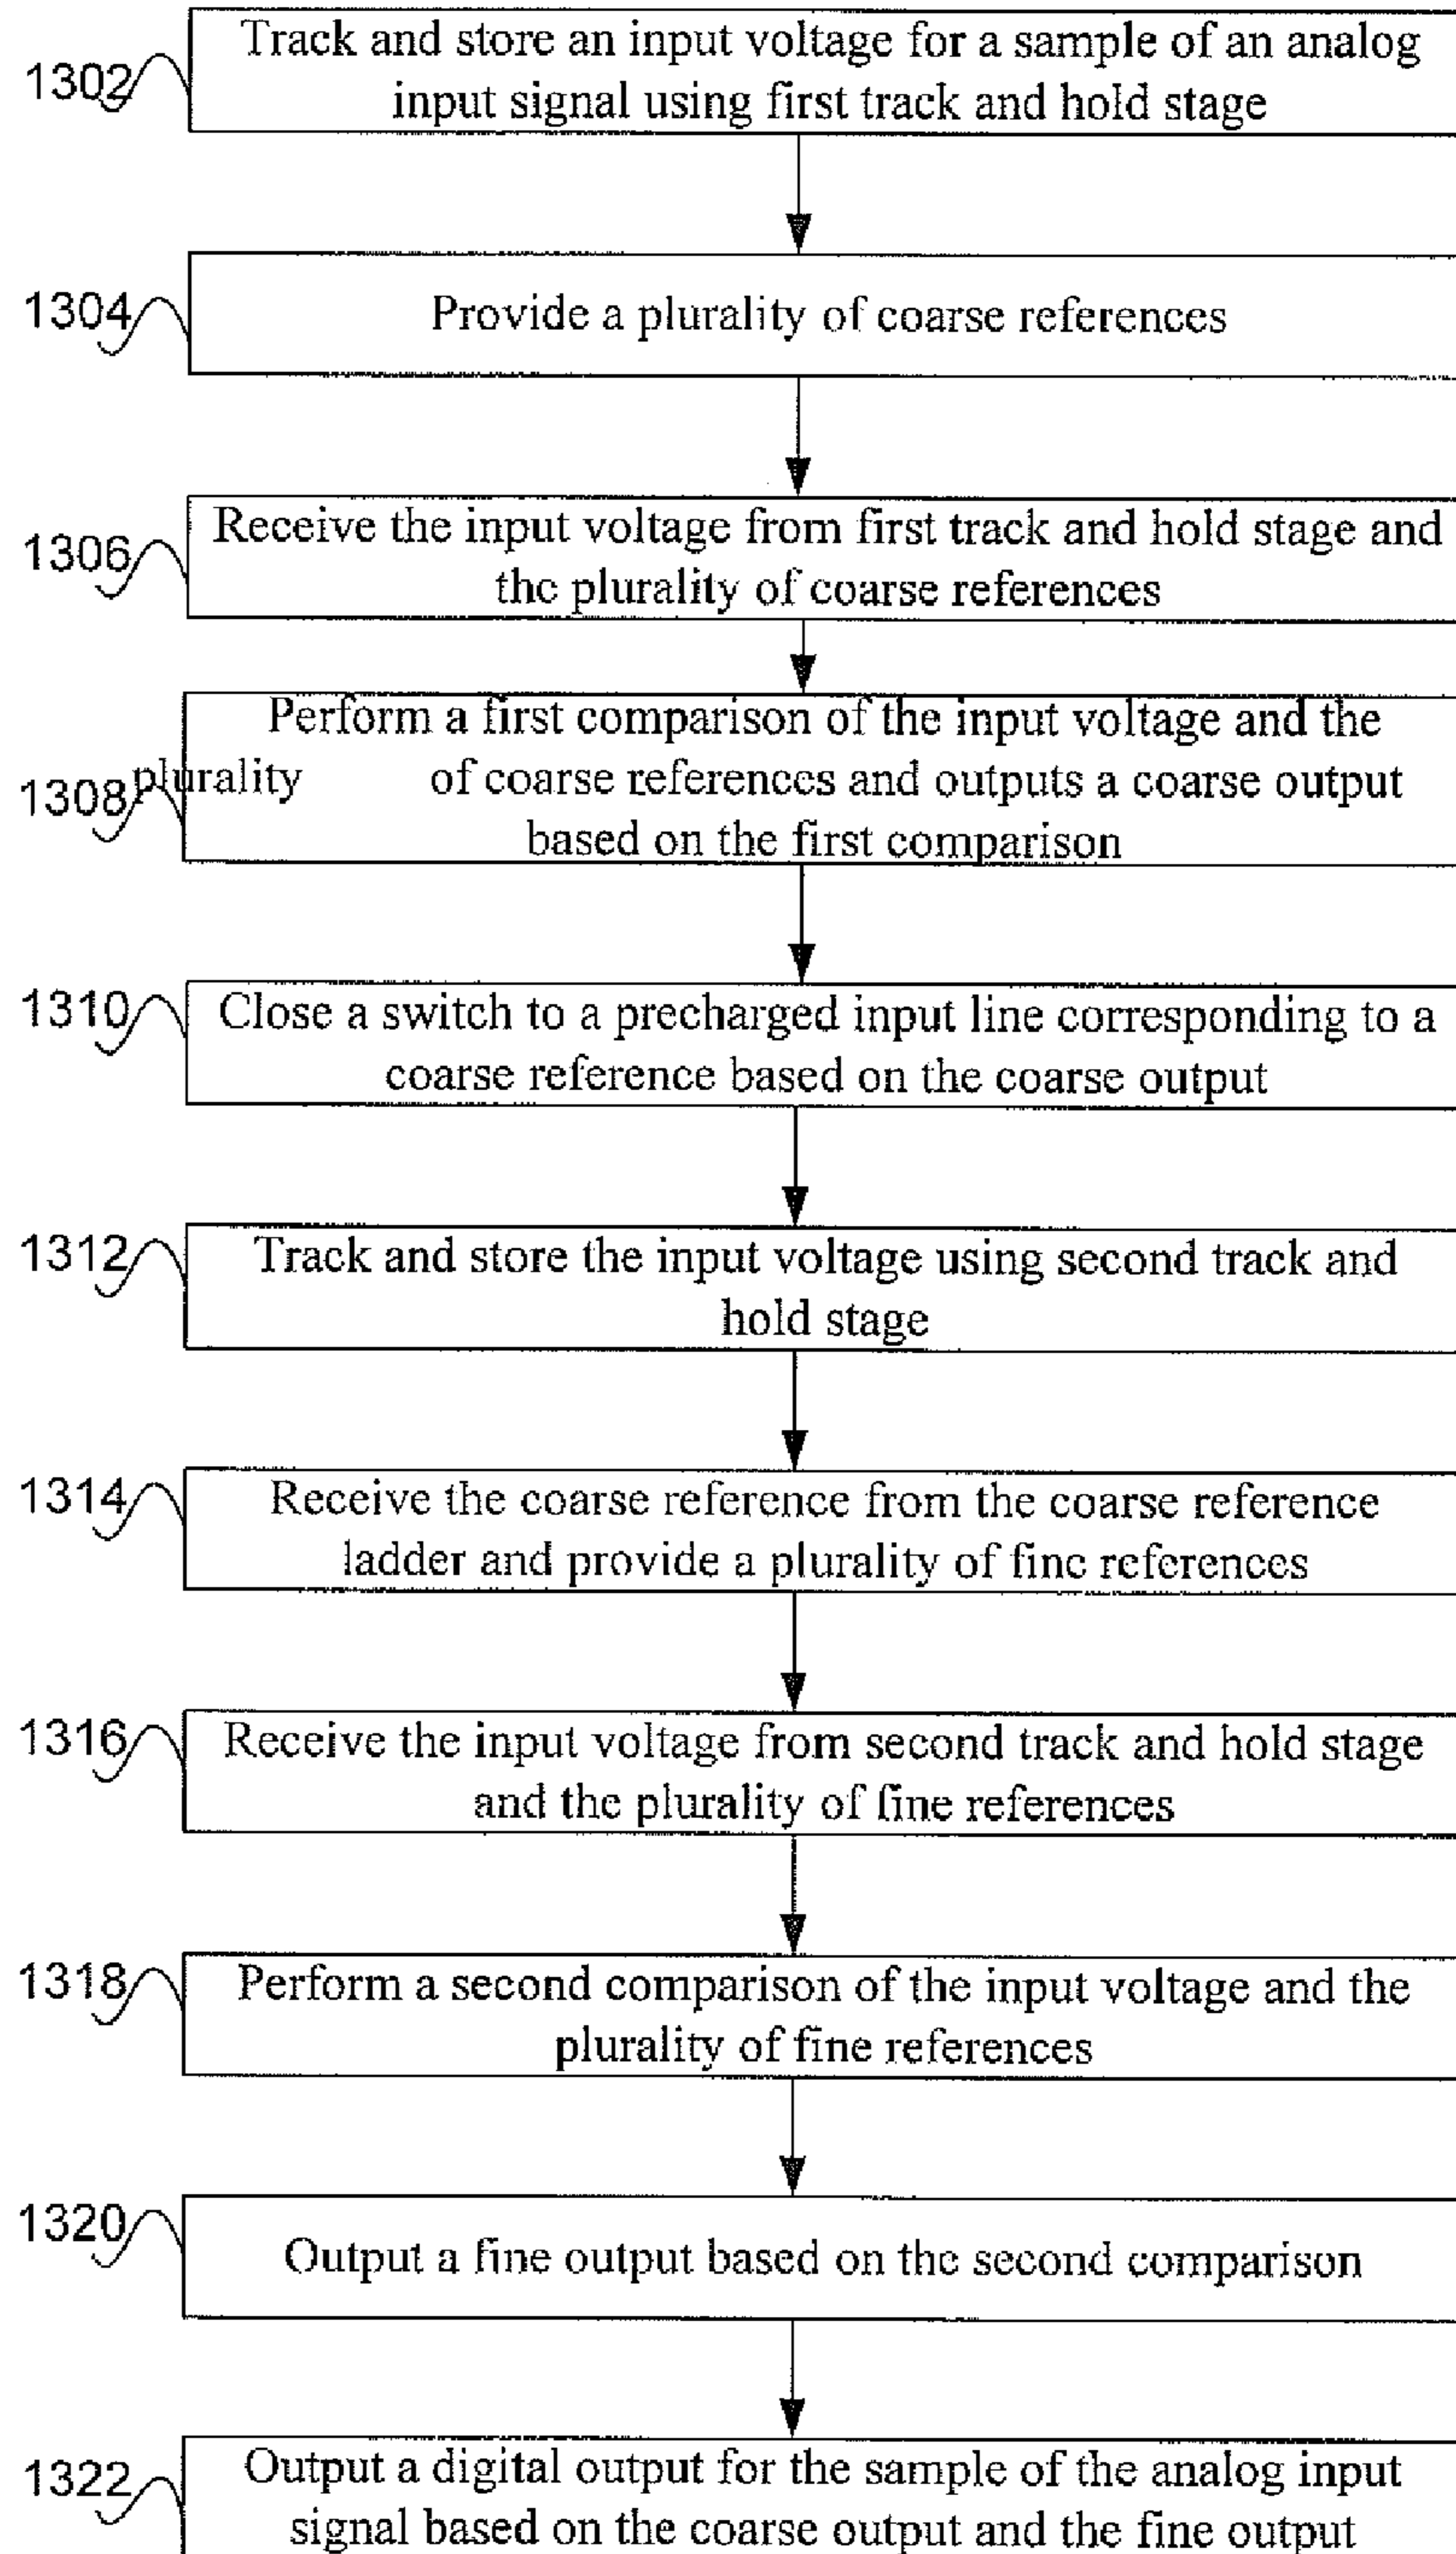 1302
Track and store an input voltage for a sample of an analog
input signal using first track and hold stage
1304
Provide a plurality of coarse references
1306
Receive the input voltage from first track and hold stage and
the plurality of coarse references
1308
Perform a first comparison of the input voltage and the
plurality of coarse references and outputs a coarse output
based on the first comparison
1310
Close a switch to a precharged input line corresponding to a
coarse reference based on the coarse output
1312
Track and store the input voltage using second track and
hold stage
1314
Receive the coarse reference from the coarse reference
ladder and provide a plurality of fine references
1316
Receive the input voltage from second track and hold stage
and the plurality of fine references
1318
Perform a second comparison of the input voltage and the
plurality of fine references
1320
Output a fine output based on the second comparison
1322
Output a digital output for the sample of the analog input
signal based on the coarse output and the fine output